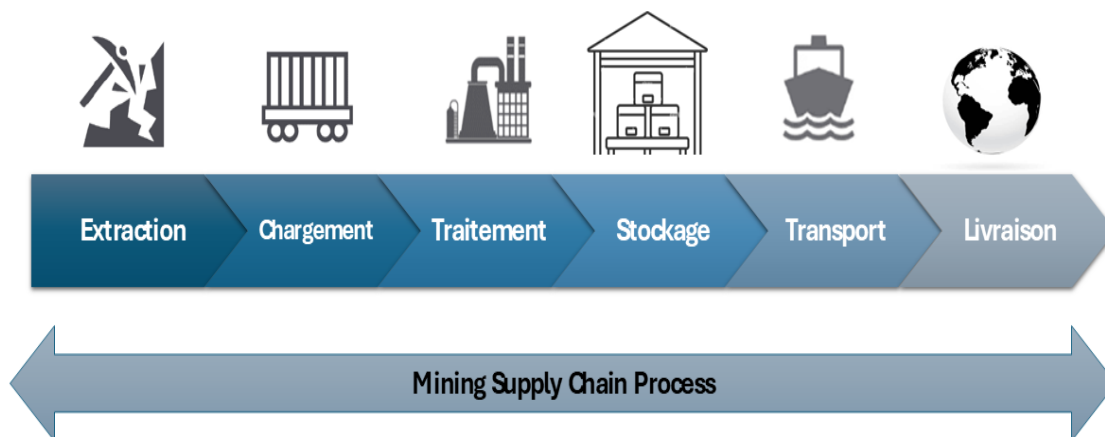 Extraction
Chargement
Traitement
Stockage
Transport
Livraison
Mining Supply Chain Process